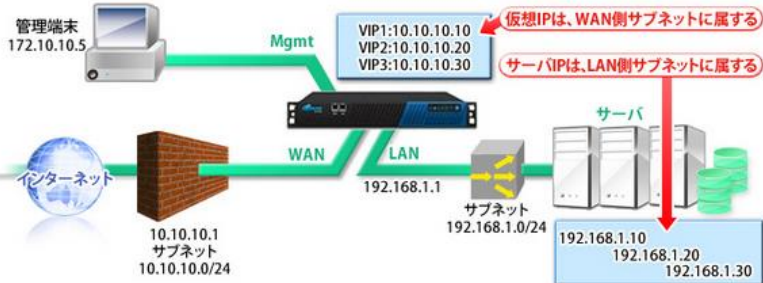 管理端末
172.10.10.5
Mgmt
VIP1:10.10.10.10
VIP2:10.10.10.20
VIP3:10.10.10.30
仮想IPは、WAN側サブネットに属する
サーバIPは、LAN側サブネットに属する
サーバ
インターネット
WAN
LAN
192.168.1.1
10.10.10.1
サブネット
10.10.10.0/24
サブネット
192.168.1.0/24
192.168.1.10
192.168.1.20
192.168.1.30